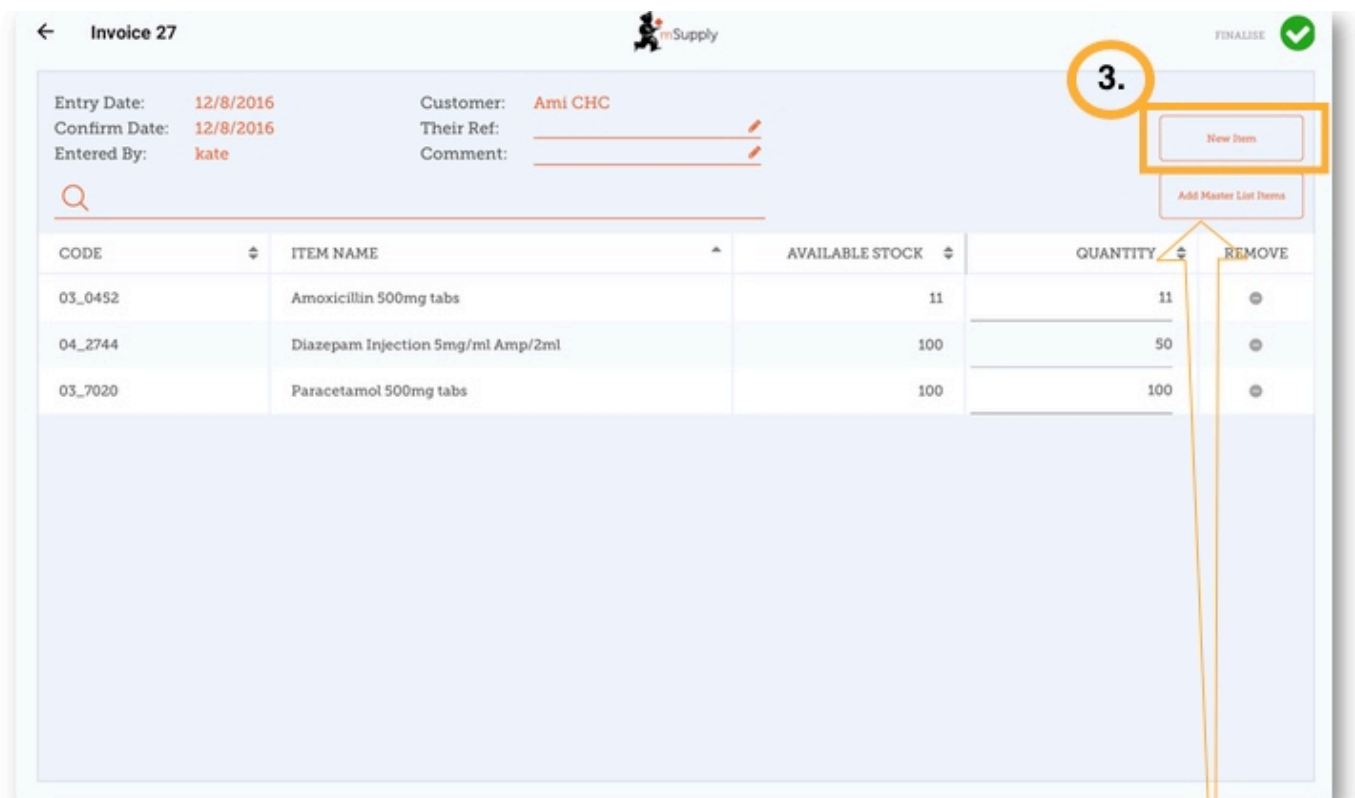 Invoice 27
mSupply
FINALISE
3.
Entry Date: 12/8/2016
Customer: Ami CHC
Confirm Date: 12/8/2016
Their Ref:
Entered By: kate
Comment:
New Item
Add Master List Items
CODE ITEM NAME AVAILABLE STOCK QUANTITY REMOVE
03_0452 Amoxicillin 500mg tabs 11 11
04_2744 Diazepam Injection 5mg/ml Amp/2ml 100 50
03_7020 Paracetamol 500mg tabs 100 100